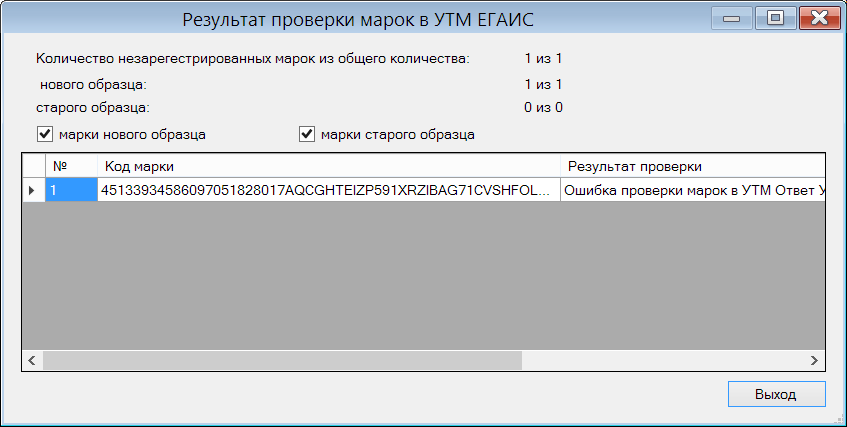 Результат проверки марок в УТМ ЕГАИС
Количество незарегестрированных марок из общего количества: 1 из 1
нового образца: 1 из 1
старого образца: 0 из 0
марки нового образца марки старого образца
№ Код марки Результат проверки
1 45133934586097051828017AQCGHTEIZP591XRZIBAG71CVSHFOL... Ошибка проверки марок в УТМ Ответ У
Выход